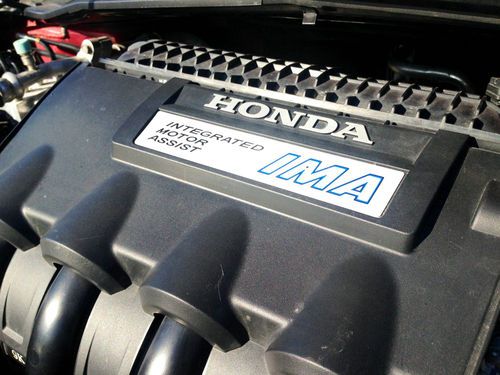 HONDA
INTEGRATED
MOTOR
ASSIST
IMA